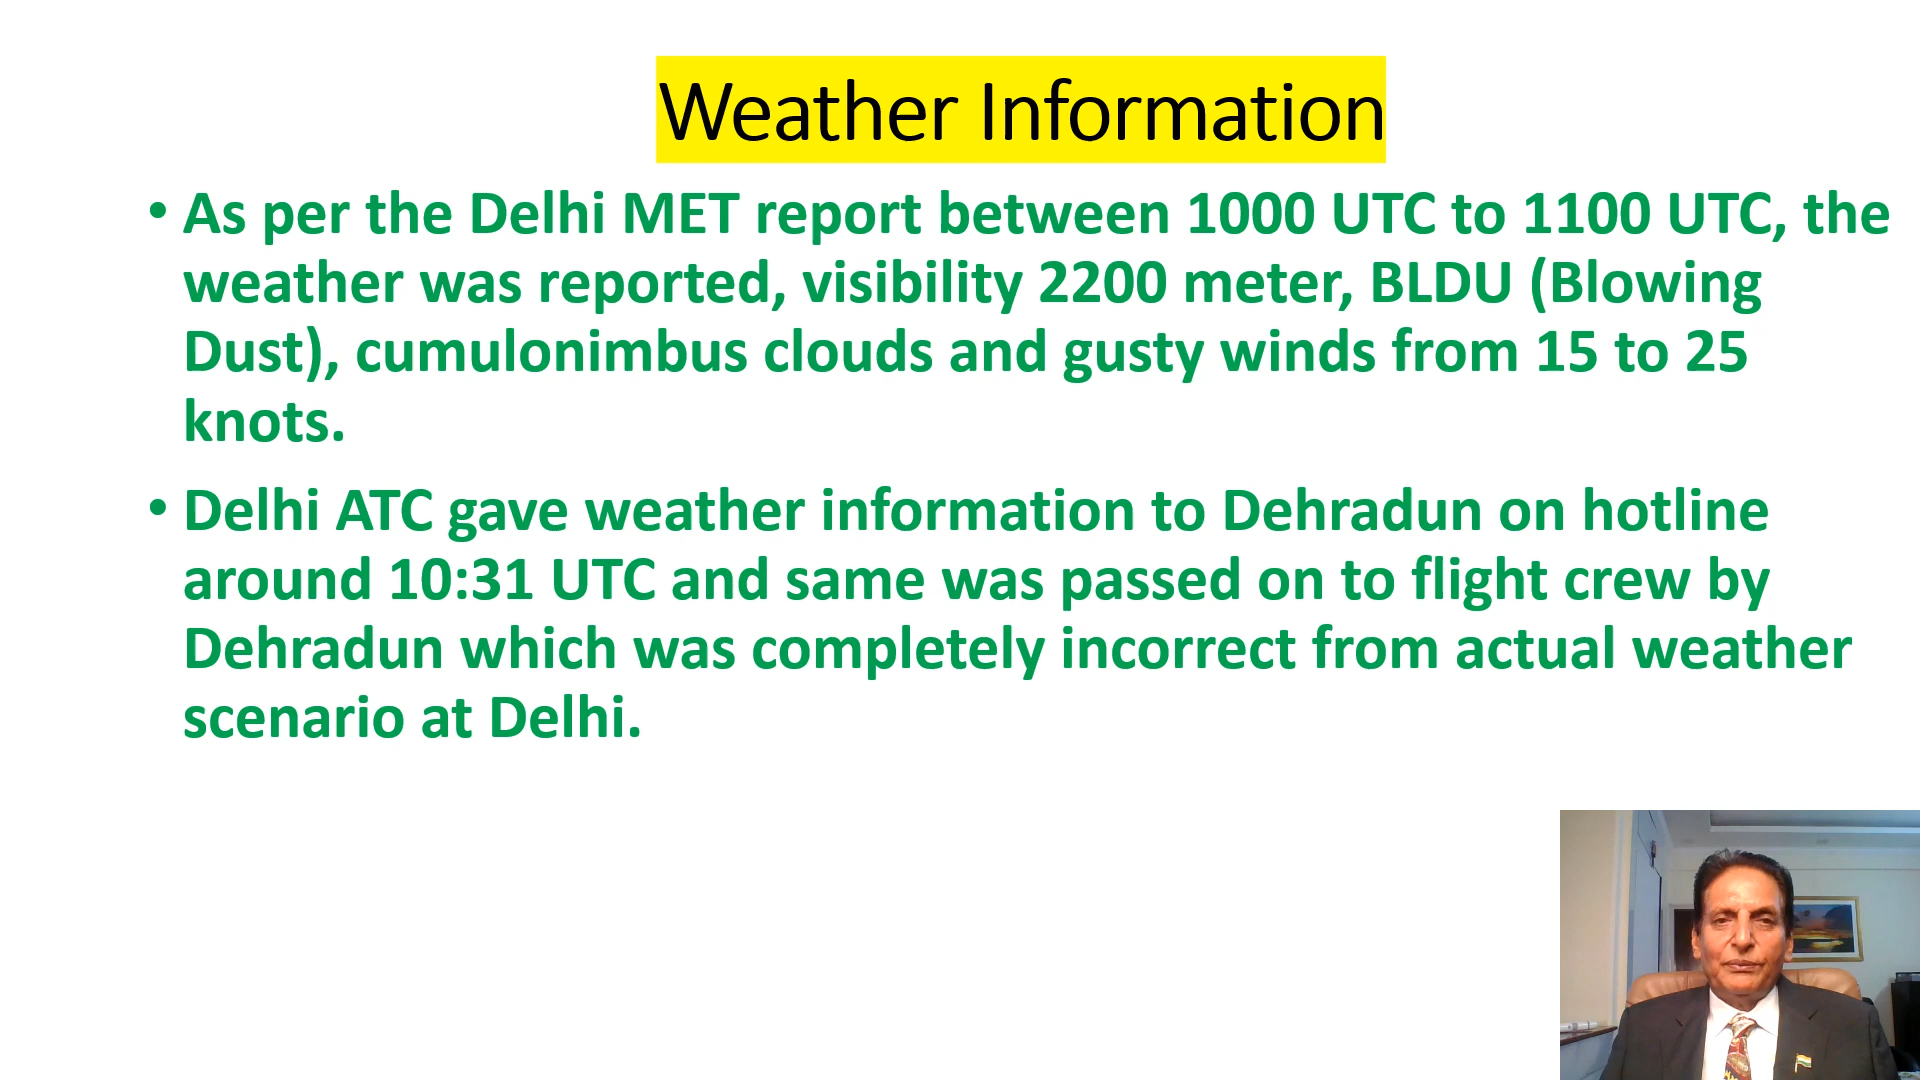 Weather Information
• As per the Delhi MET report between 1000 UTC to 1100 UTC, the
weather was reported, visibility 2200 meter, BLDU (Blowing
Dust), cumulonimbus clouds and gusty winds from 15 to 25
knots.
• Delhi ATC gave weather information to Dehradun on hotline
around 10:31 UTC and same was passed on to flight crew by
Dehradun which was completely incorrect from actual weather
scenario at Delhi.